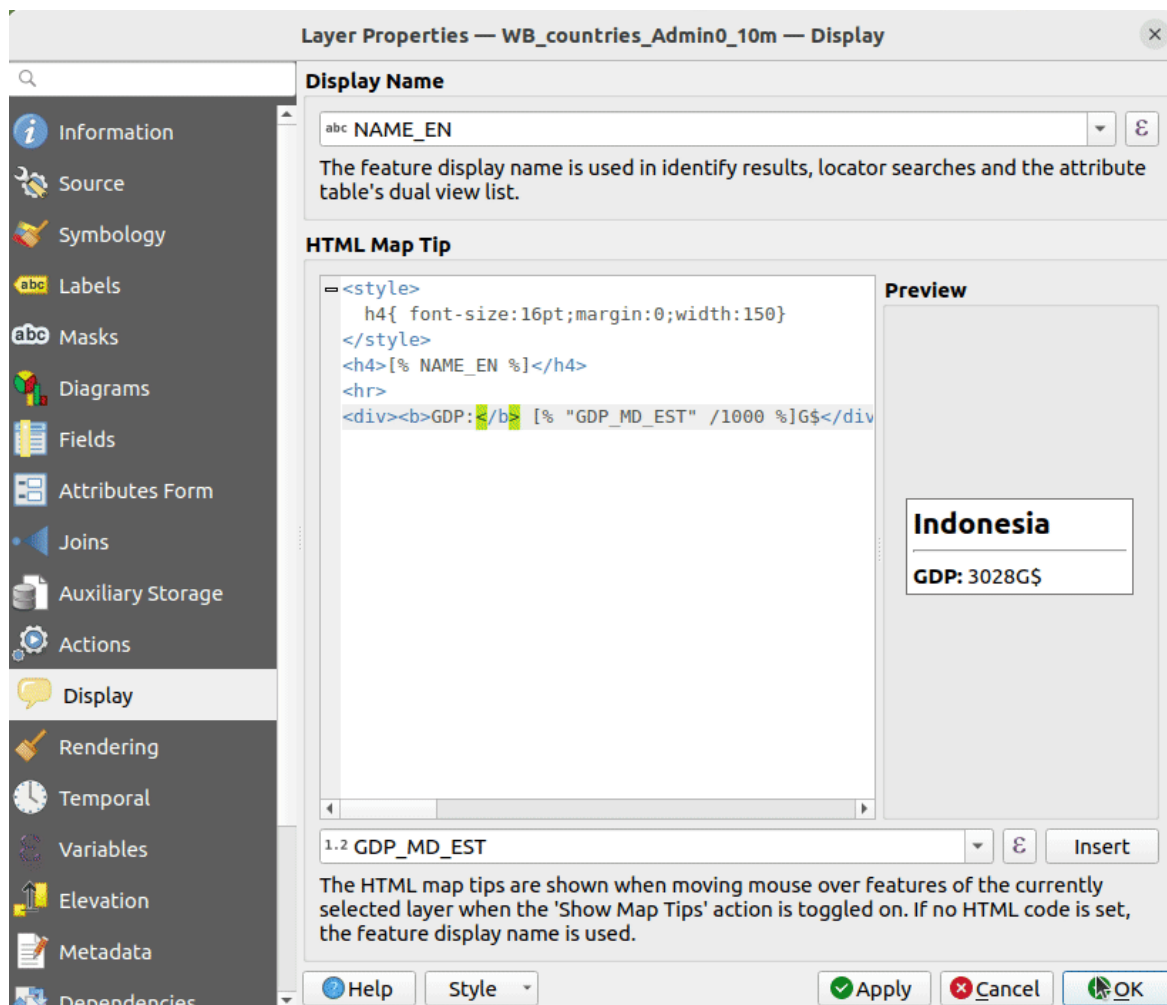 Layer Properties — WB_countries_Admin0_10m — Display
Information
Source
Symbology
abc Labels
abc Masks
Diagrams
Fields
Attributes Form
Joins
Auxiliary Storage
Actions
Display
Rendering
Temporal
Variables
Elevation
Metadata
Dependencies
Display Name
abc NAME_EN
ε
The feature display name is used in identify results, locator searches and the attribute
table's dual view list.
HTML Map Tip
<style>
h4{ font-size:16pt;margin:0;width:150}
</style>
<h4>[% NAME_EN %]</h4>
<hr>
<div><b>GDP:</b> [% "GDP_MD_EST" /1000 %]G$</div
Preview
Indonesia
GDP: 3028G$
1.2 GDP_MD_EST
ε
Insert
The HTML map tips are shown when moving mouse over features of the currently
selected layer when the 'Show Map Tips' action is toggled on. If no HTML code is set,
the feature display name is used.
Help
Style
Apply
Cancel
OK